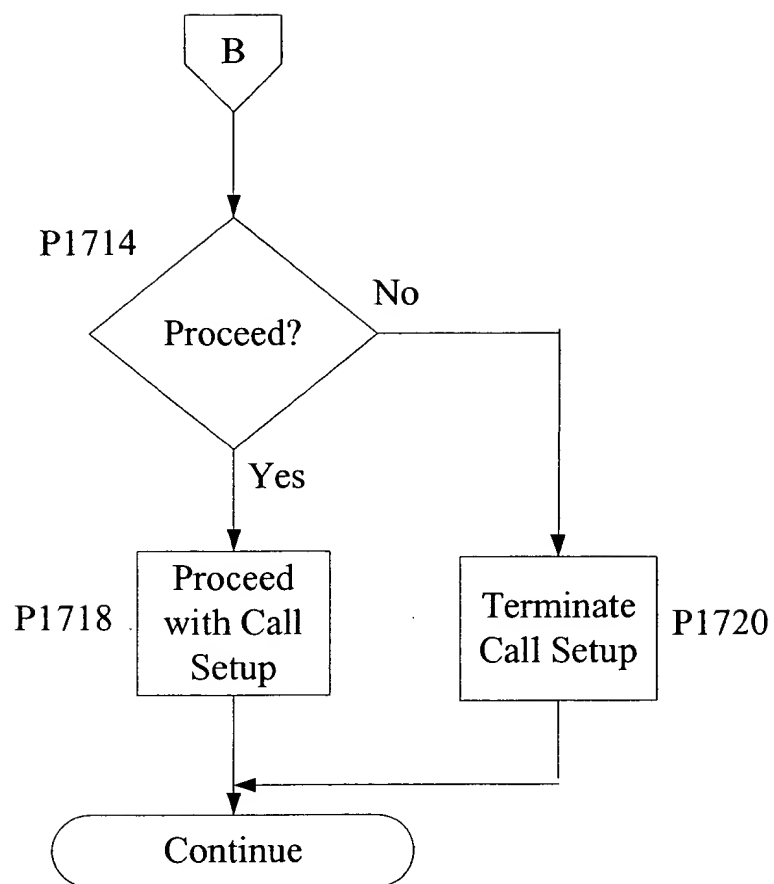 B
P1714
No
Proceed?
Yes
Proceed
with Call
Setup
P1718
Terminate
Call Setup
P1720
Continue